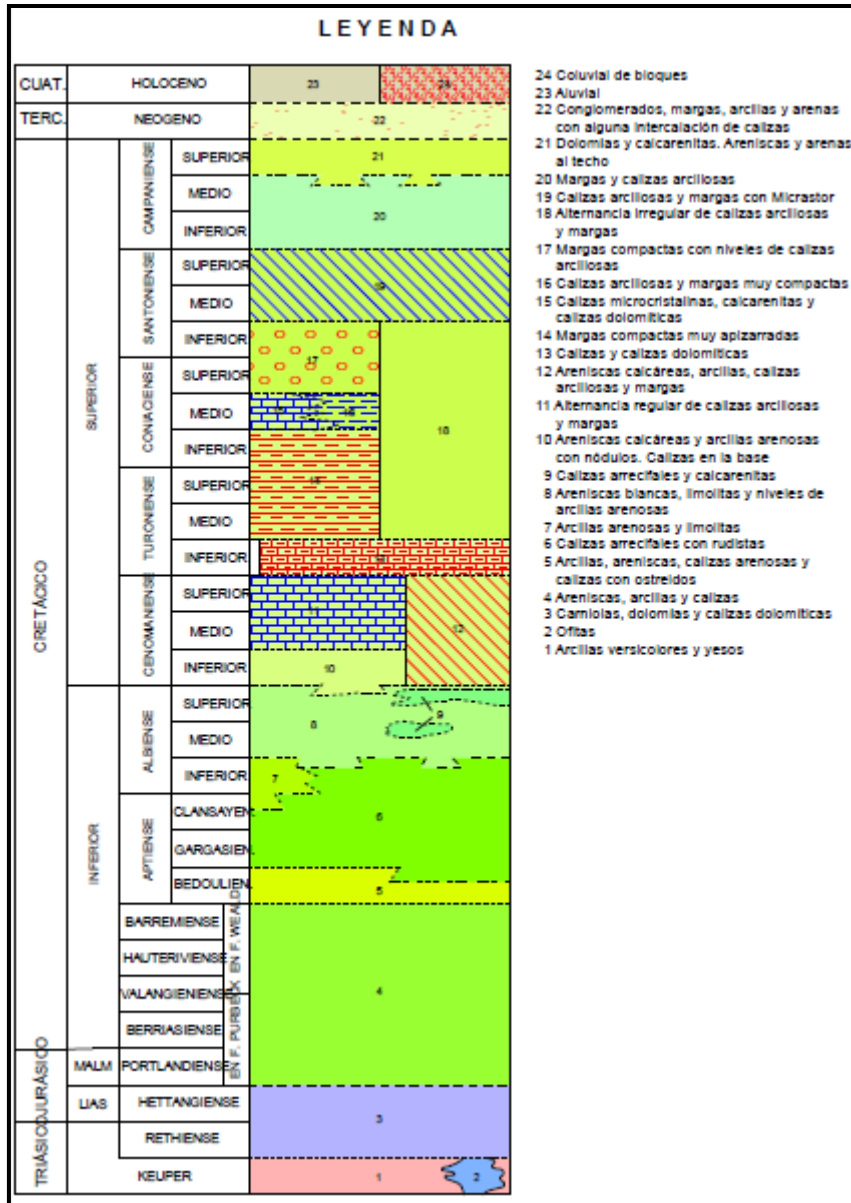 LEYENDA
CUAT.
HOLOCENO
23
24
TERC.
NEOGENO
22
CRETÁCICO
SUPERIOR
CAMPANIENSE
SUPERIOR
21
MEDIO
20
INFERIOR
SANTONIENSE
SUPERIOR
19
MEDIO
INFERIOR
17
18
CONIACIENSE
SUPERIOR
MEDIO
INFERIOR
TURONIENSE
SUPERIOR
MEDIO
INFERIOR
CENOMANIENSE
SUPERIOR
11
MEDIO
12
INFERIOR
10
INFERIOR
ALBIENSE
SUPERIOR
9
8
MEDIO
INFERIOR
7
APTIENSE
CLANSAYEN.
6
GARGASIEN.
BEDOULIEN.
5
BARREMIENSE
HAUTERIVIENSE
VALANGIENIENSE
BERRIASIENSE
EN F. PURBECK EN F. WEALD
4
JURÁSICO
MALM
PORTLANDIENSE
LIAS
HETTANGIENSE
3
TRIÁSICO
RETHIENSE
KEUPER
1
2
24 Coluvial de bloques
23 Aluvial
22 Conglomerados, margas, arcillas y arenas
con alguna intercalación de calizas
21 Dolomias y calcarenitas. Areniscas y arenas
al techo
20 Margas y calizas arcillosas
19 Calizas arcillosas y margas con Micrastor
18 Alternancia irregular de calizas arcillosas
y margas
17 Margas compactas con niveles de calizas
arcillosas
16 Calizas arcillosas y margas muy compactas
15 Calizas microcristalinas, calcarenitas y
calizas dolomíticas
14 Margas compactas muy apizarradas
13 Calizas y calizas dolomíticas
12 Areniscas calcáreas, arcillas, calizas
arcillosas y margas
11 Alternancia regular de calizas arcillosas
y margas
10 Areniscas calcáreas y arcillas arenosas
con nódulos. Calizas en la base
9 Calizas arrecifales y calcarenitas
8 Areniscas blancas, limolitas y niveles de
arcillas arenosas
7 Arcillas arenosas y limolitas
6 Calizas arrecifales con rudistas
5 Arcillas, areniscas, calizas arenosas y
calizas con ostreidos
4 Areniscas, arcillas y calizas
3 Carniolas, dolomias y calizas dolomíticas
2 Ofitas
1 Arcillas versicolores y yesos